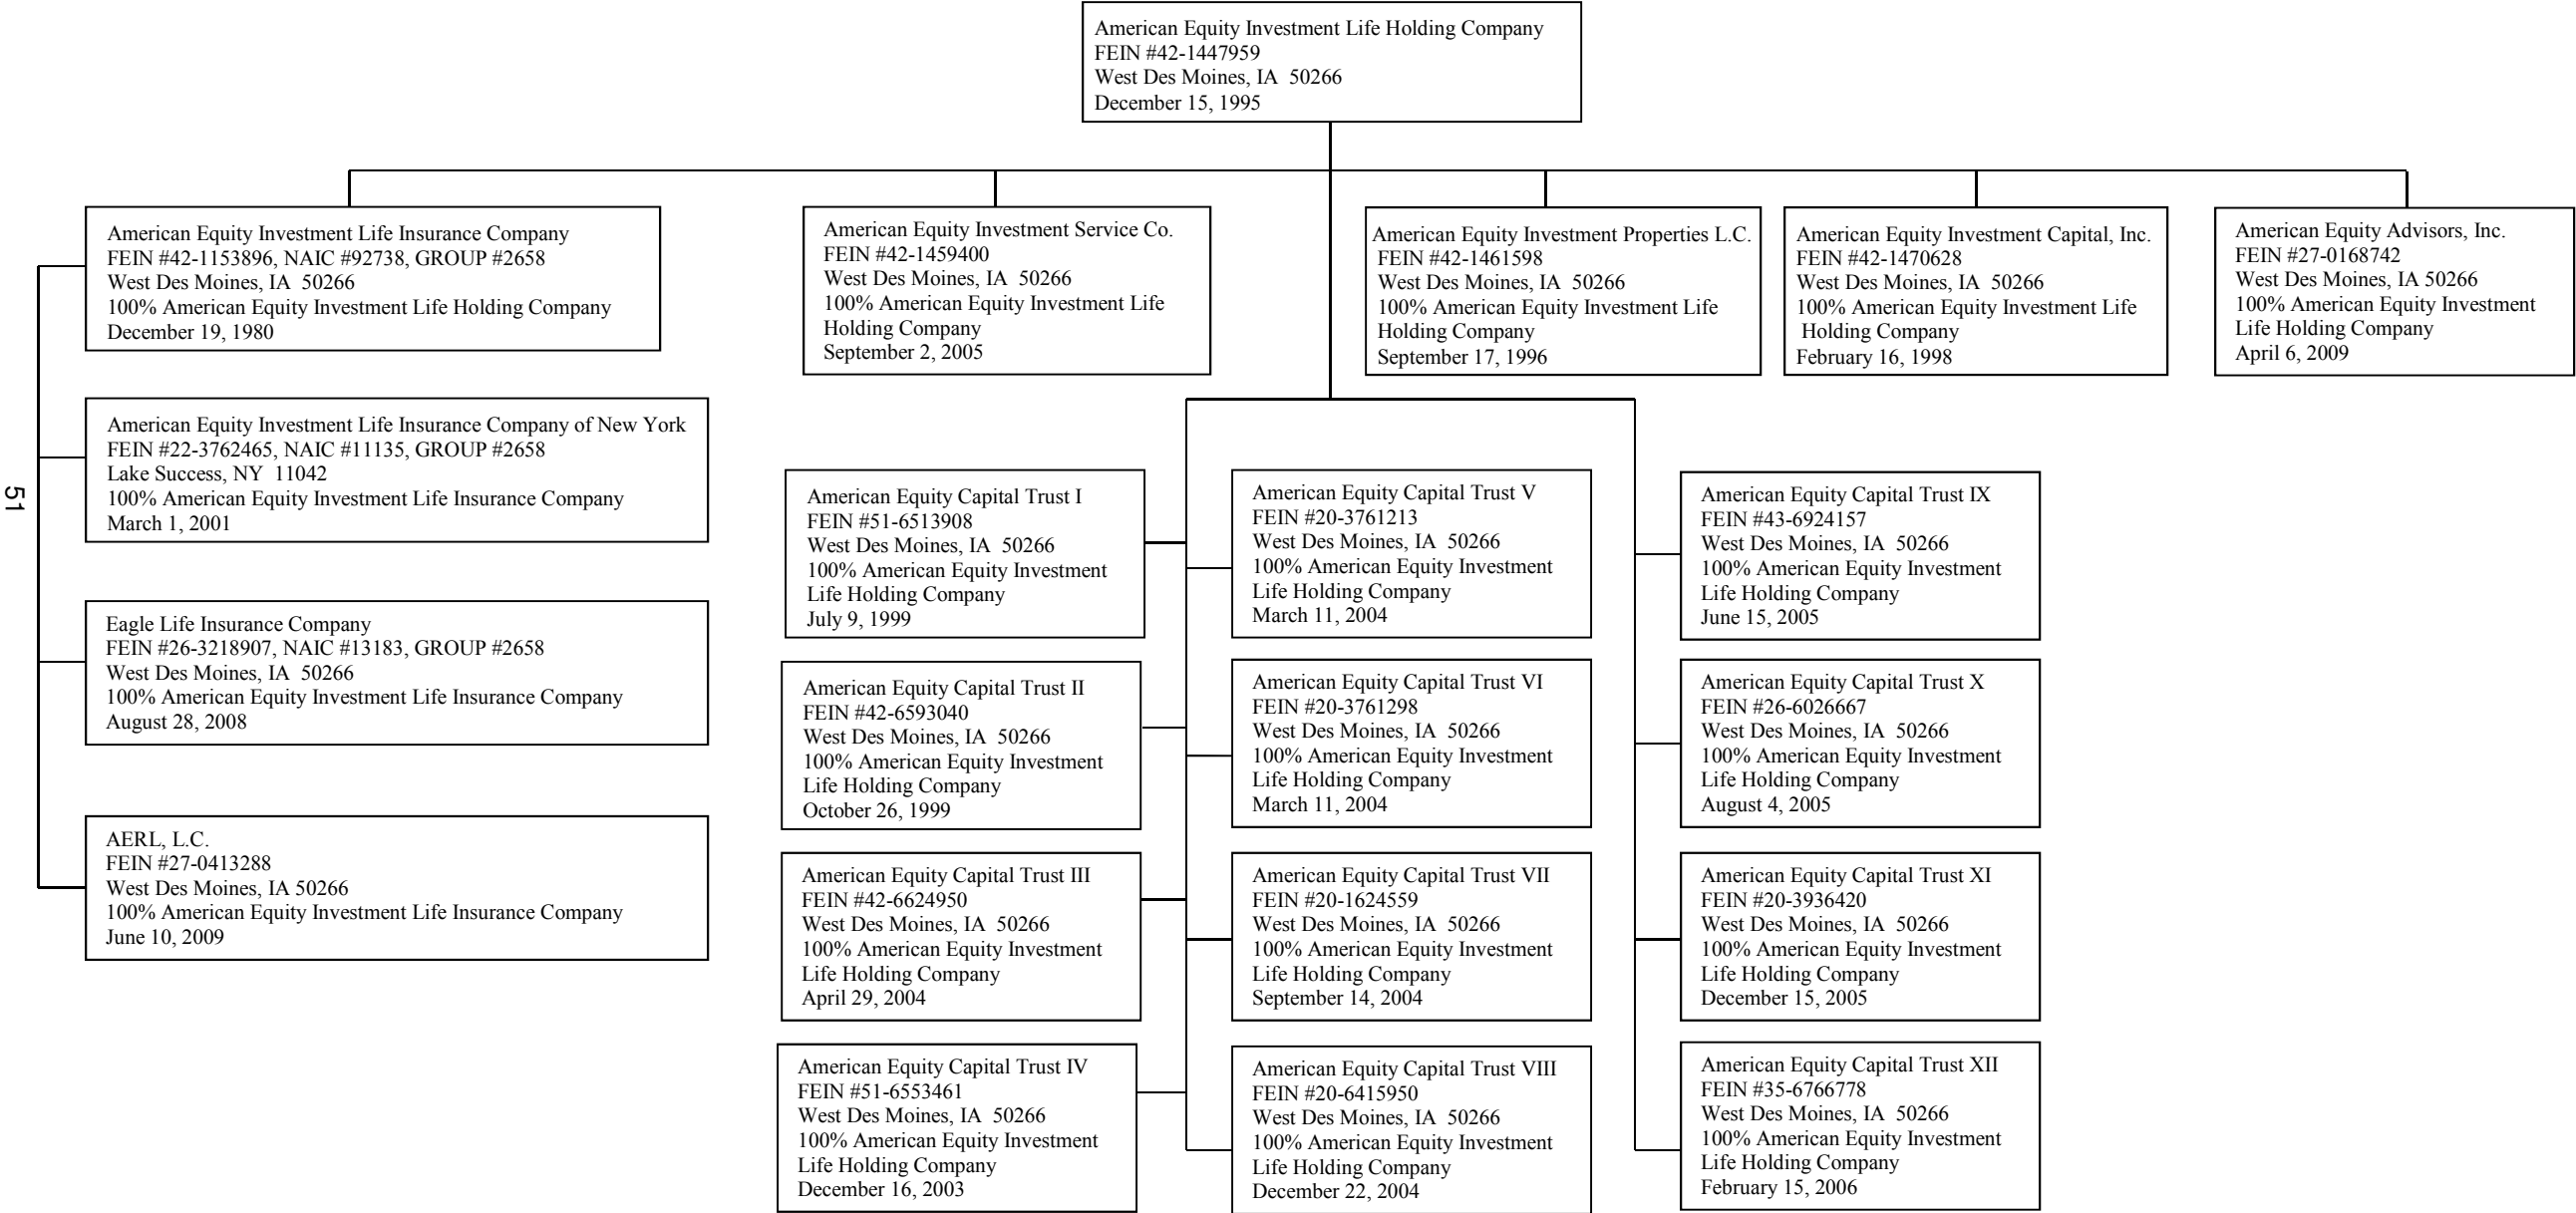 American Equity Investment Life Holding Company
FEIN #42-1447959
West Des Moines, IA  50266
December 15, 1995
American Equity Investment Life Insurance Company
FEIN #42-1153896, NAIC #92738, GROUP #2658
West Des Moines, IA  50266
100% American Equity Investment Life Holding Company
December 19, 1980
American Equity Investment Service Co.
FEIN #42-1459400
West Des Moines, IA  50266
100% American Equity Investment Life
Holding Company
September 2, 2005
American Equity Investment Properties L.C.
FEIN #42-1461598
West Des Moines, IA  50266
100% American Equity Investment Life
Holding Company
September 17, 1996
American Equity Investment Capital, Inc.
FEIN #42-1470628
West Des Moines, IA  50266
100% American Equity Investment Life
Holding Company
February 16, 1998
American Equity Advisors, Inc.
FEIN #27-0168742
West Des Moines, IA  50266
100% American Equity Investment
Life Holding Company
April 6, 2009
American Equity Investment Life Insurance Company of New York
FEIN #22-3762465, NAIC #11135, GROUP #2658
Lake Success, NY  11042
100% American Equity Investment Life Insurance Company
March 1, 2001
Eagle Life Insurance Company
FEIN #26-3218907, NAIC #13183, GROUP #2658
West Des Moines, IA  50266
100% American Equity Investment Life Insurance Company
August 28, 2008
AERL, L.C.
FEIN #27-0413288
West Des Moines, IA 50266
100% American Equity Investment Life Insurance Company
June 10, 2009
American Equity Capital Trust I
FEIN #51-6513908
West Des Moines, IA  50266
100% American Equity Investment
Life Holding Company
July 9, 1999
American Equity Capital Trust II
FEIN #42-6593040
West Des Moines, IA  50266
100% American Equity Investment
Life Holding Company
October 26, 1999
American Equity Capital Trust III
FEIN #42-6624950
West Des Moines, IA  50266
100% American Equity Investment
Life Holding Company
April 29, 2004
American Equity Capital Trust IV
FEIN #51-6553461
West Des Moines, IA  50266
100% American Equity Investment
Life Holding Company
December 16, 2003
American Equity Capital Trust V
FEIN #20-3761213
West Des Moines, IA  50266
100% American Equity Investment
Life Holding Company
March 11, 2004
American Equity Capital Trust VI
FEIN #20-3761298
West Des Moines, IA  50266
100% American Equity Investment
Life Holding Company
March 11, 2004
American Equity Capital Trust VII
FEIN #20-1624559
West Des Moines, IA  50266
100% American Equity Investment
Life Holding Company
September 14, 2004
American Equity Capital Trust VIII
FEIN #20-6415950
West Des Moines, IA  50266
100% American Equity Investment
Life Holding Company
December 22, 2004
American Equity Capital Trust IX
FEIN #43-6924157
West Des Moines, IA  50266
100% American Equity Investment
Life Holding Company
June 15, 2005
American Equity Capital Trust X
FEIN #26-6026667
West Des Moines, IA  50266
100% American Equity Investment
Life Holding Company
August 4, 2005
American Equity Capital Trust XI
FEIN #20-3936420
West Des Moines, IA  50266
100% American Equity Investment
Life Holding Company
December 15, 2005
American Equity Capital Trust XII
FEIN #35-6766778
West Des Moines, IA  50266
100% American Equity Investment
Life Holding Company
February 15, 2006
51